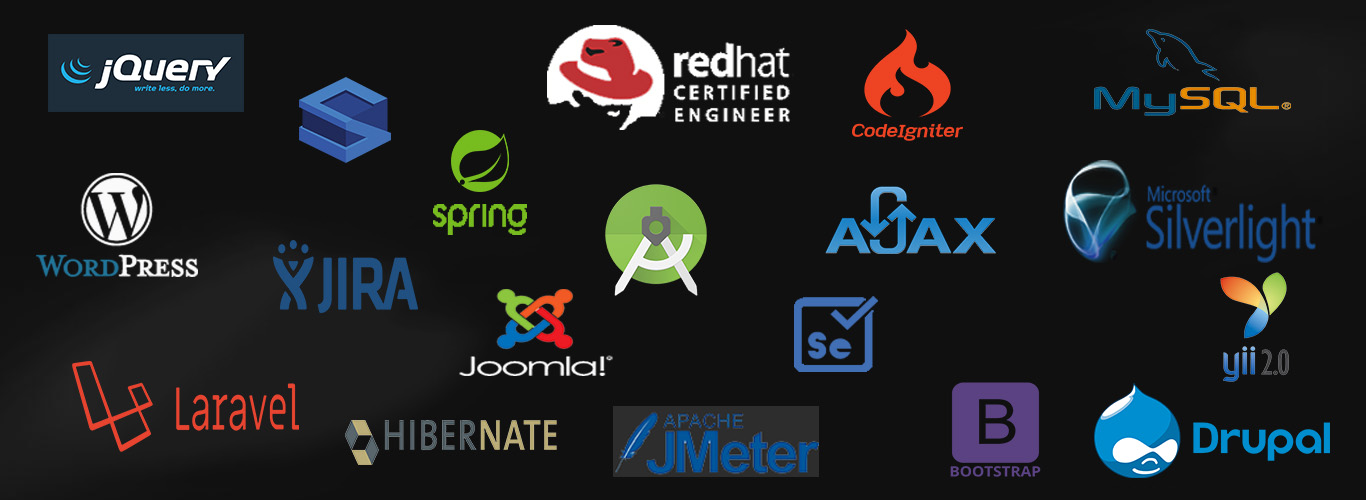 jQuery
write less, do more.
redhat
CERTIFIED
ENGINEER
CodeIgniter
MySQL®
spring
WORDPRESS
AJAX
Microsoft
Silverlight
JIRA
Joomla!
Se
yii 2.0
Laravel
HIBERNATE
APACHE
JMeter
B
BOOTSTRAP
Drupal